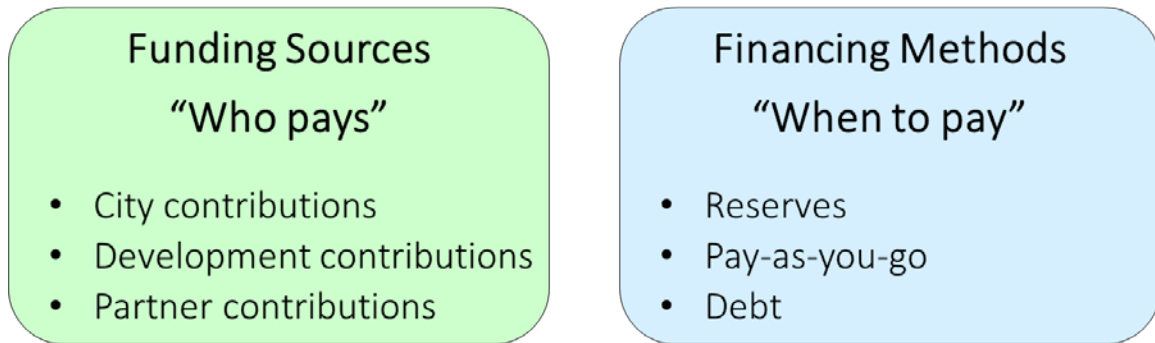 Funding Sources
“Who pays”
• City contributions
• Development contributions
• Partner contributions
Financing Methods
“When to pay”
• Reserves
• Pay-as-you-go
• Debt